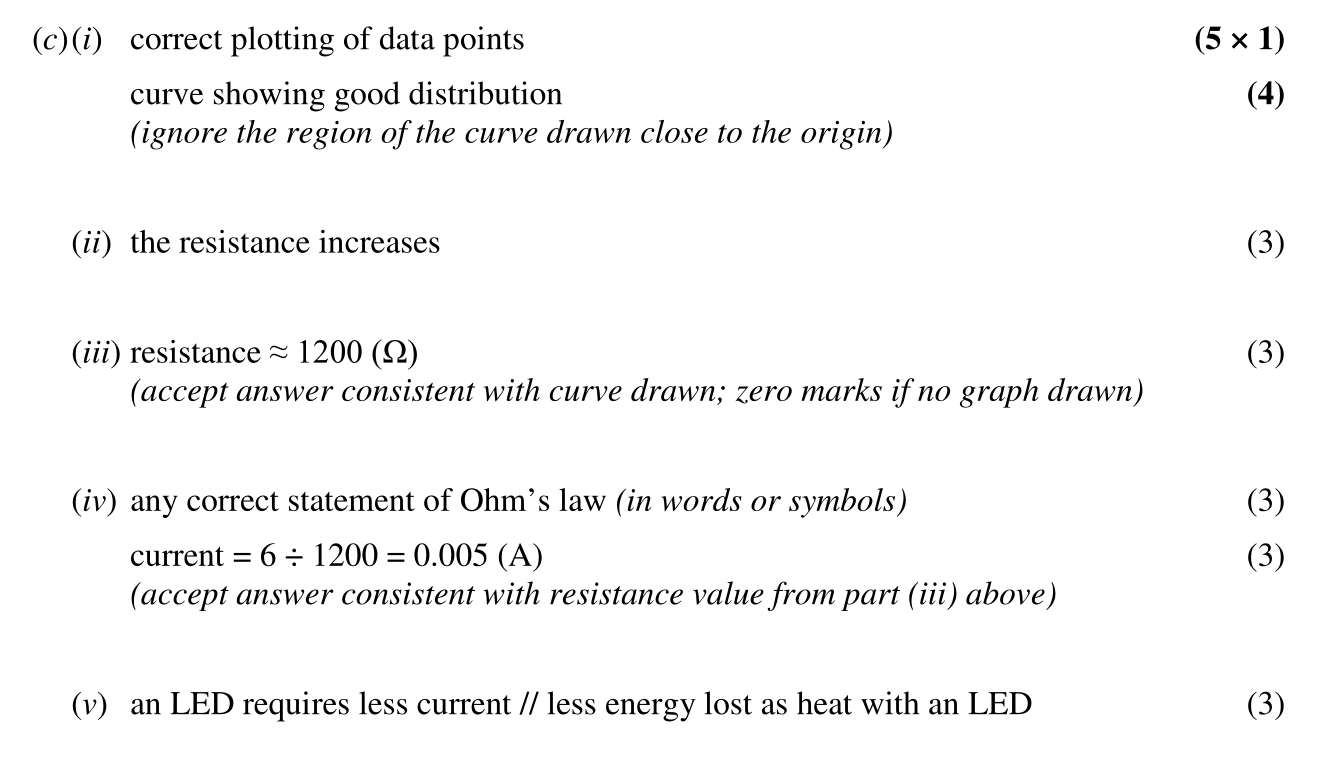 (c)(i) correct plotting of data points (5 × 1)
curve showing good distribution (4)
(ignore the region of the curve drawn close to the origin)
(ii) the resistance increases (3)
(iii) resistance ≈ 1200 (Ω) (3)
(accept answer consistent with curve drawn; zero marks if no graph drawn)
(iv) any correct statement of Ohm’s law (in words or symbols) (3)
current = 6 ÷ 1200 = 0.005 (A) (3)
(accept answer consistent with resistance value from part (iii) above)
(v) an LED requires less current // less energy lost as heat with an LED (3)